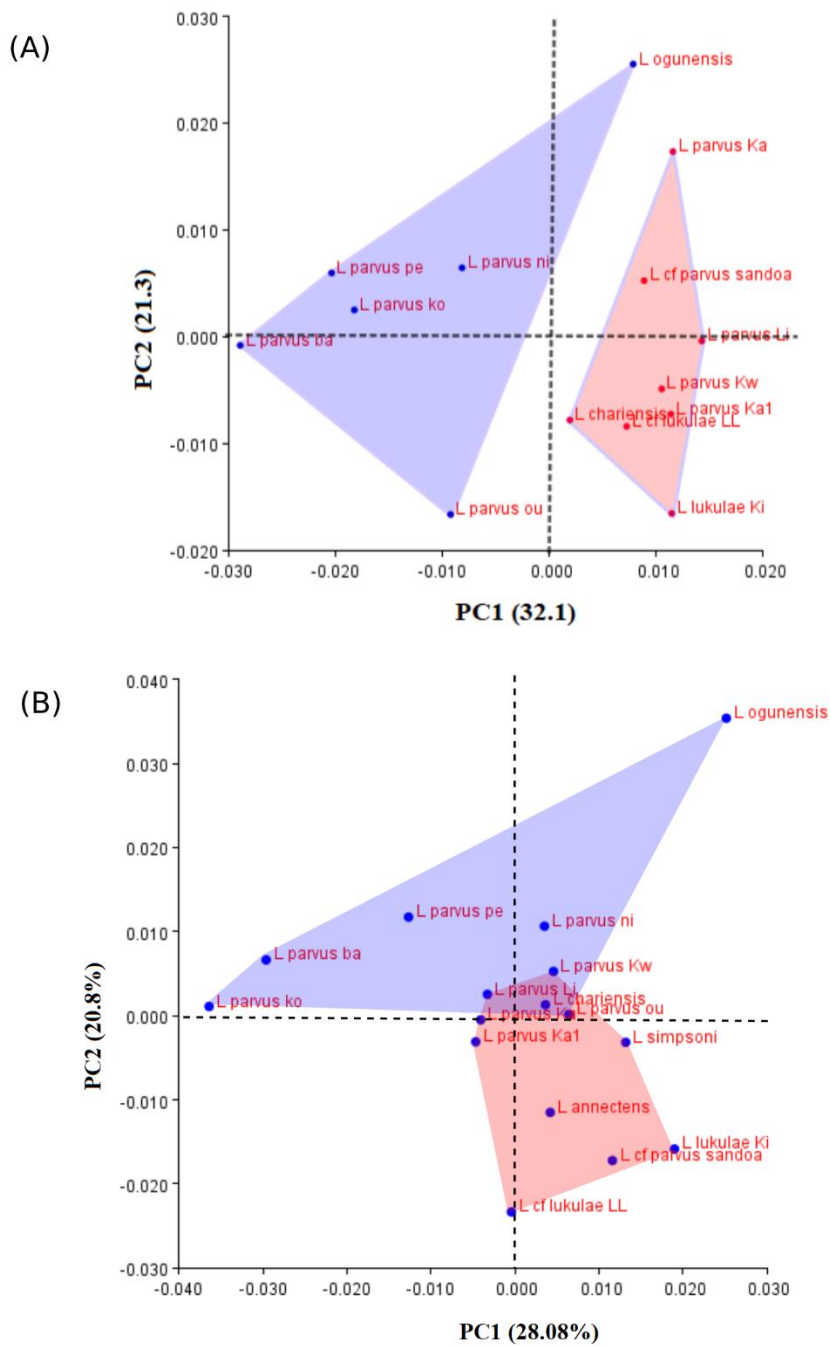 (A)
0.030
L ogunensis
0.020
L parvus Ka
0.010
L parvus pe
L parvus ni
L cf parvus sandoa
L parvus ko
PC2 (21.3)
0.000
L parvus ba
L parvus Li
L parvus Kw
L chariensis
L parvus Ka1
L cf lukulae LL
-0.010
L parvus ou
L lukulae Ki
-0.020
-0.030
-0.020
-0.010
0.000
0.010
0.020
PC1 (32.1)
(B)
0.040
L ogunensis
0.030
0.020
L parvus pe
L parvus ni
0.010
L parvus ba
L parvus Kw
L parvus ko
L parvus Li
L chariensis
PC2 (20.8%)
0.000
L parvus
L parvus ou
L parvus Ka1
L simpsoni
-0.010
L annectens
L lukulae Ki
L cf parvus sandoa
-0.020
L cf lukulae LL
-0.030
-0.040
-0.030
-0.020
-0.010
0.000
0.010
0.020
0.030
PC1 (28.08%)